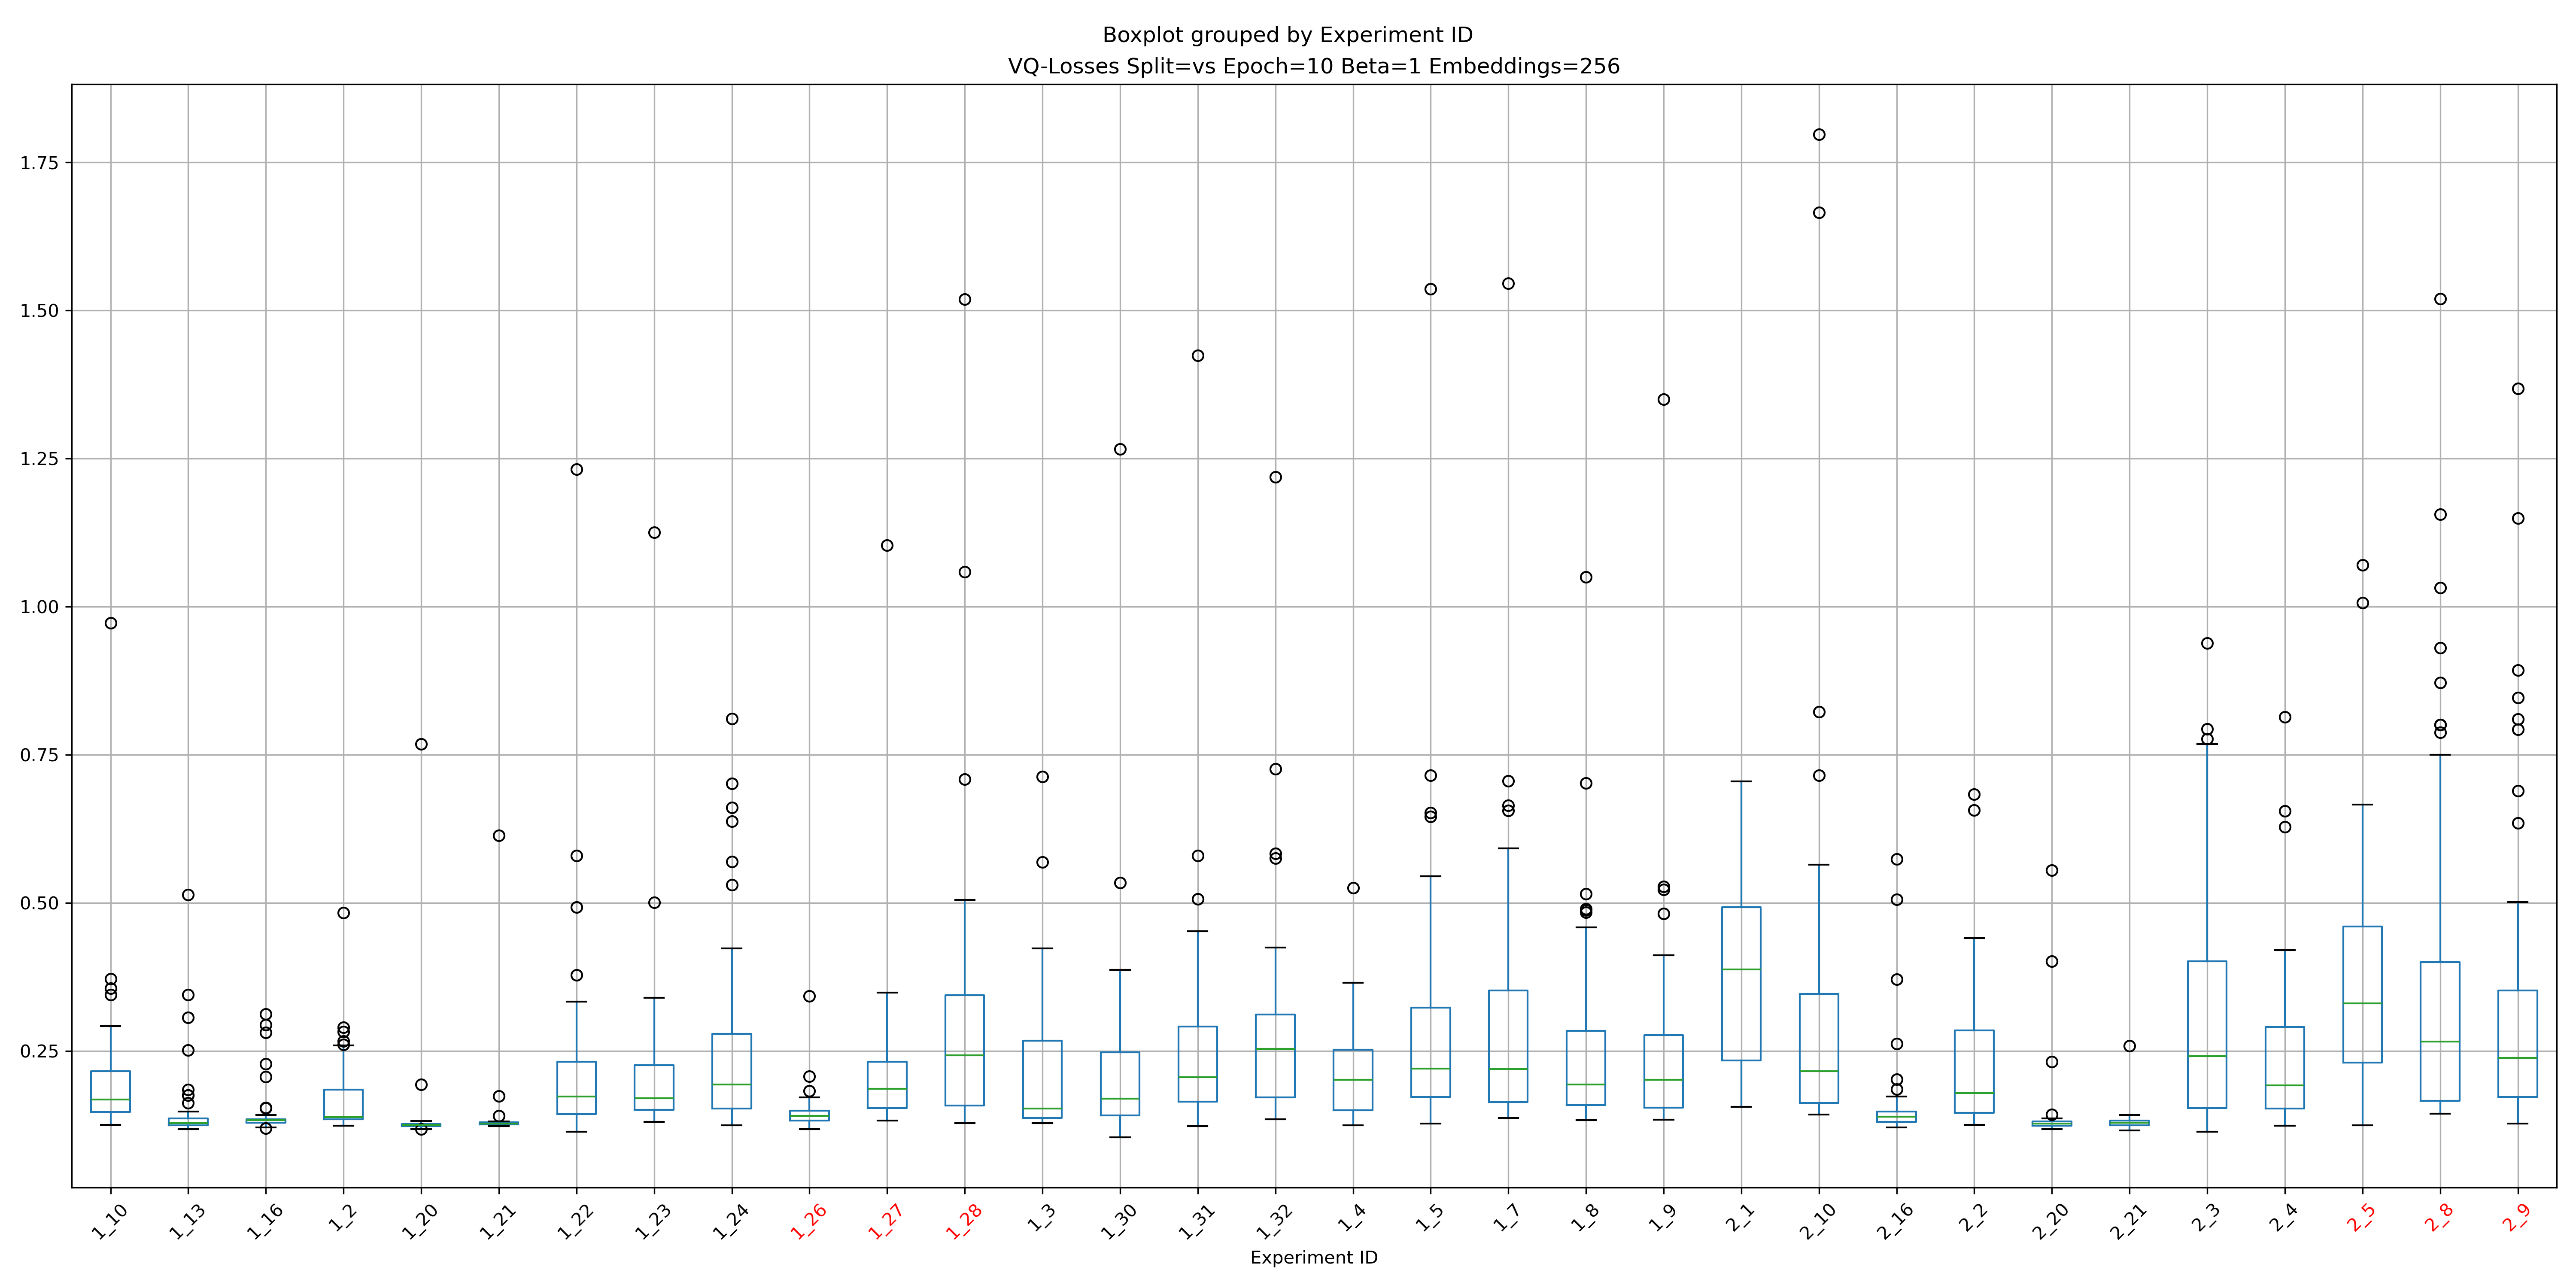 Boxplot grouped by Experiment ID
VQ-Losses Split=vs Epoch=10 Beta=1 Embeddings=256
1.75
1.50
1.25
1.00
0.75
0.50
0.25
1_10 1_13 1_16 1_2 1_20 1_21 1_22 1_23 1_24 1_26 1_27 1_28 1_3 1_30 1_31 1_32 1_4 1_5 1_7 1_8 1_9 2_1 2_10 2_16 2_2 2_20 2_21 2_3 2_4 2_5 2_8 2_9
Experiment ID